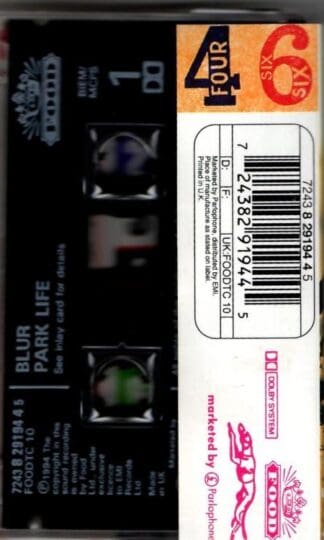 FOOD
BIEM/
MCPS
1
BLUR
PARK LIFE
See inlay card for details
7243 8 29194 4 5
FOODTC 10
℗1994 The
copyright in this
sound recording
is owned
by Food
Ltd., under
exclusive
licence
to EMI
Records
Ltd
Made
in UK
4
FOUR
6
SIX
SIX
7243 8 29194 4 5
7 24382 91944 5
D: F: UK:FOODTC 10
Marketed by Parlophone, distributed by EMI.
Place of manufacture as stated on label.
Printed in U.K.
DOLBY SYSTEM
FOOD
marketed by Parlophone